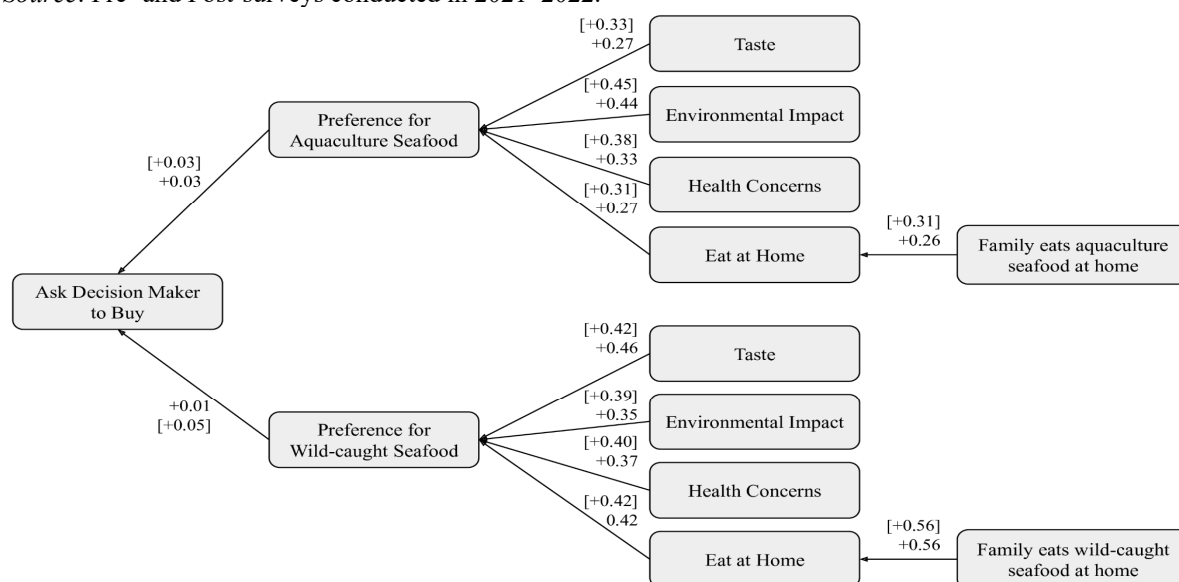 Source: Pre- and Post-surveys conducted in 2021–2022.
[+0.33]
+0.27
Taste
[+0.45]
+0.44
Environmental Impact
Preference for
Aquaculture Seafood
[+0.38]
+0.33
Health Concerns
[+0.03]
+0.03
[+0.31]
+0.27
Eat at Home
[+0.31]
+0.26
Family eats aquaculture
seafood at home
Ask Decision Maker
to Buy
[+0.42]
+0.46
Taste
[+0.39]
+0.35
Environmental Impact
+0.01
[+0.05]
Preference for
Wild-caught Seafood
[+0.40]
+0.37
Health Concerns
[+0.42]
0.42
Eat at Home
[+0.56]
+0.56
Family eats wild-caught
seafood at home